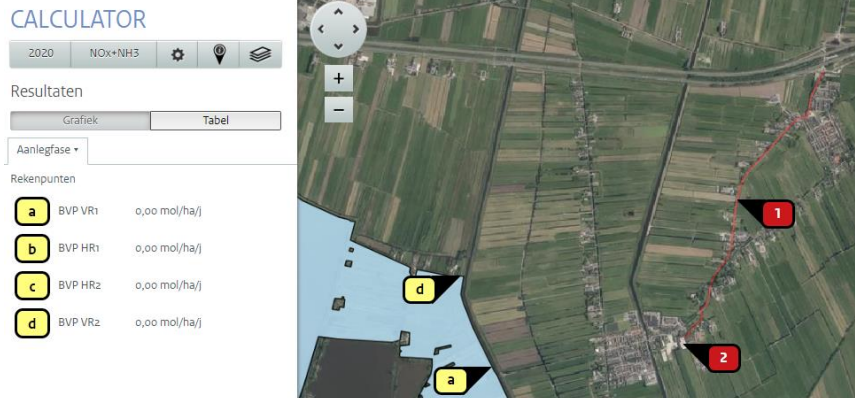 CALCULATOR
2020 NOx+NH3
Resultaten
Grafiek Tabel
Aanlegfase ▾
Rekenpunten
a BVP VR1 0,00 mol/ha/j
b BVP HR1 0,00 mol/ha/j
c BVP HR2 0,00 mol/ha/j
d BVP VR2 0,00 mol/ha/j
+
−
1
d
2
a